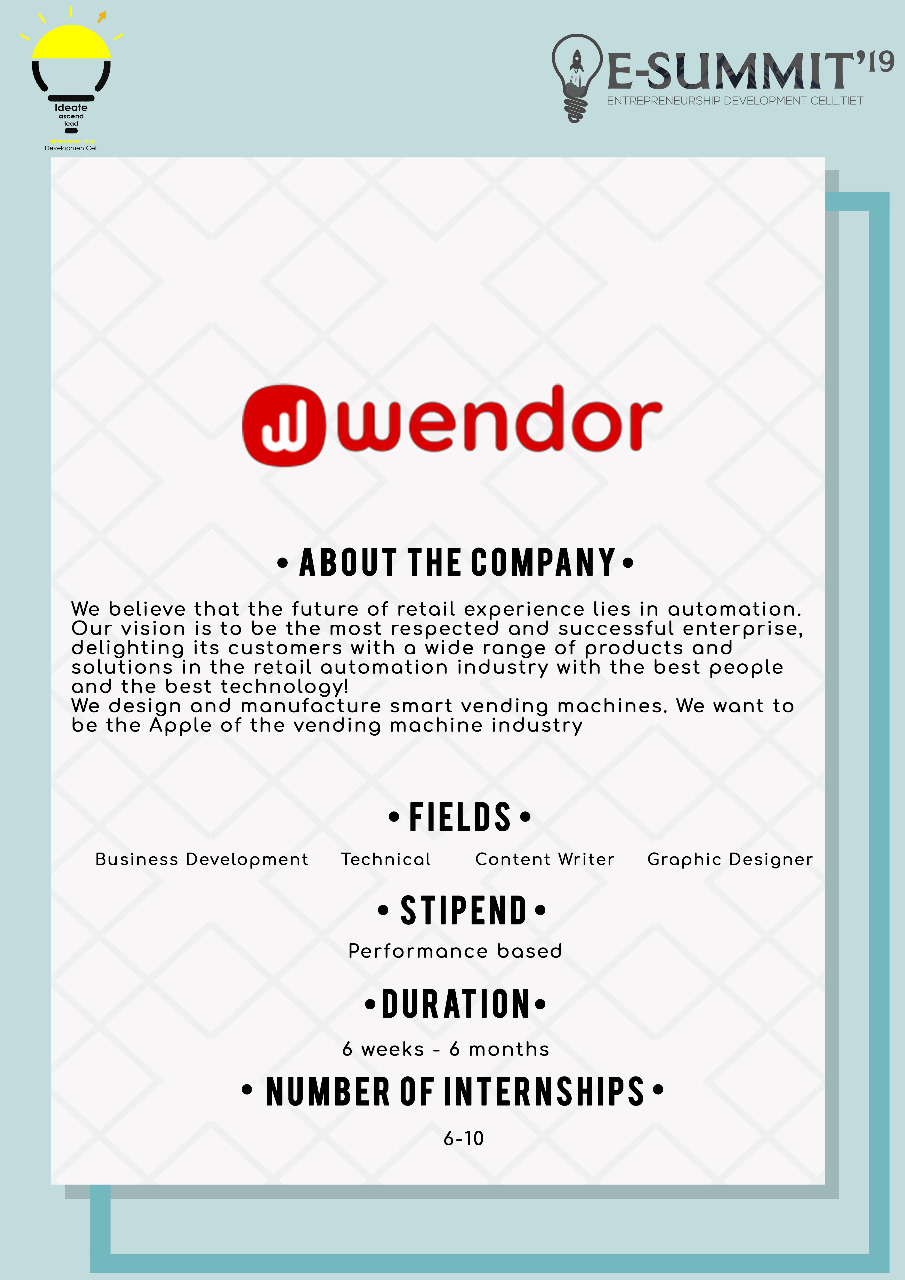 Ideate
ascend
lead
E-SUMMIT'19
ENTREPRENEURSHIP DEVELOPMENT CELL,TIET
wendor
• ABOUT THE COMPANY •
We believe that the future of retail experience lies in automation.
Our vision is to be the most respected and successful enterprise,
delighting its customers with a wide range of products and
solutions in the retail automation industry with the best people
and the best technology!
We design and manufacture smart vending machines. We want to
be the Apple of the vending machine industry
• FIELDS •
Business Development Technical Content Writer Graphic Designer
• STIPEND •
Performance based
• DURATION •
6 weeks - 6 months
• NUMBER OF INTERNSHIPS •
6-10